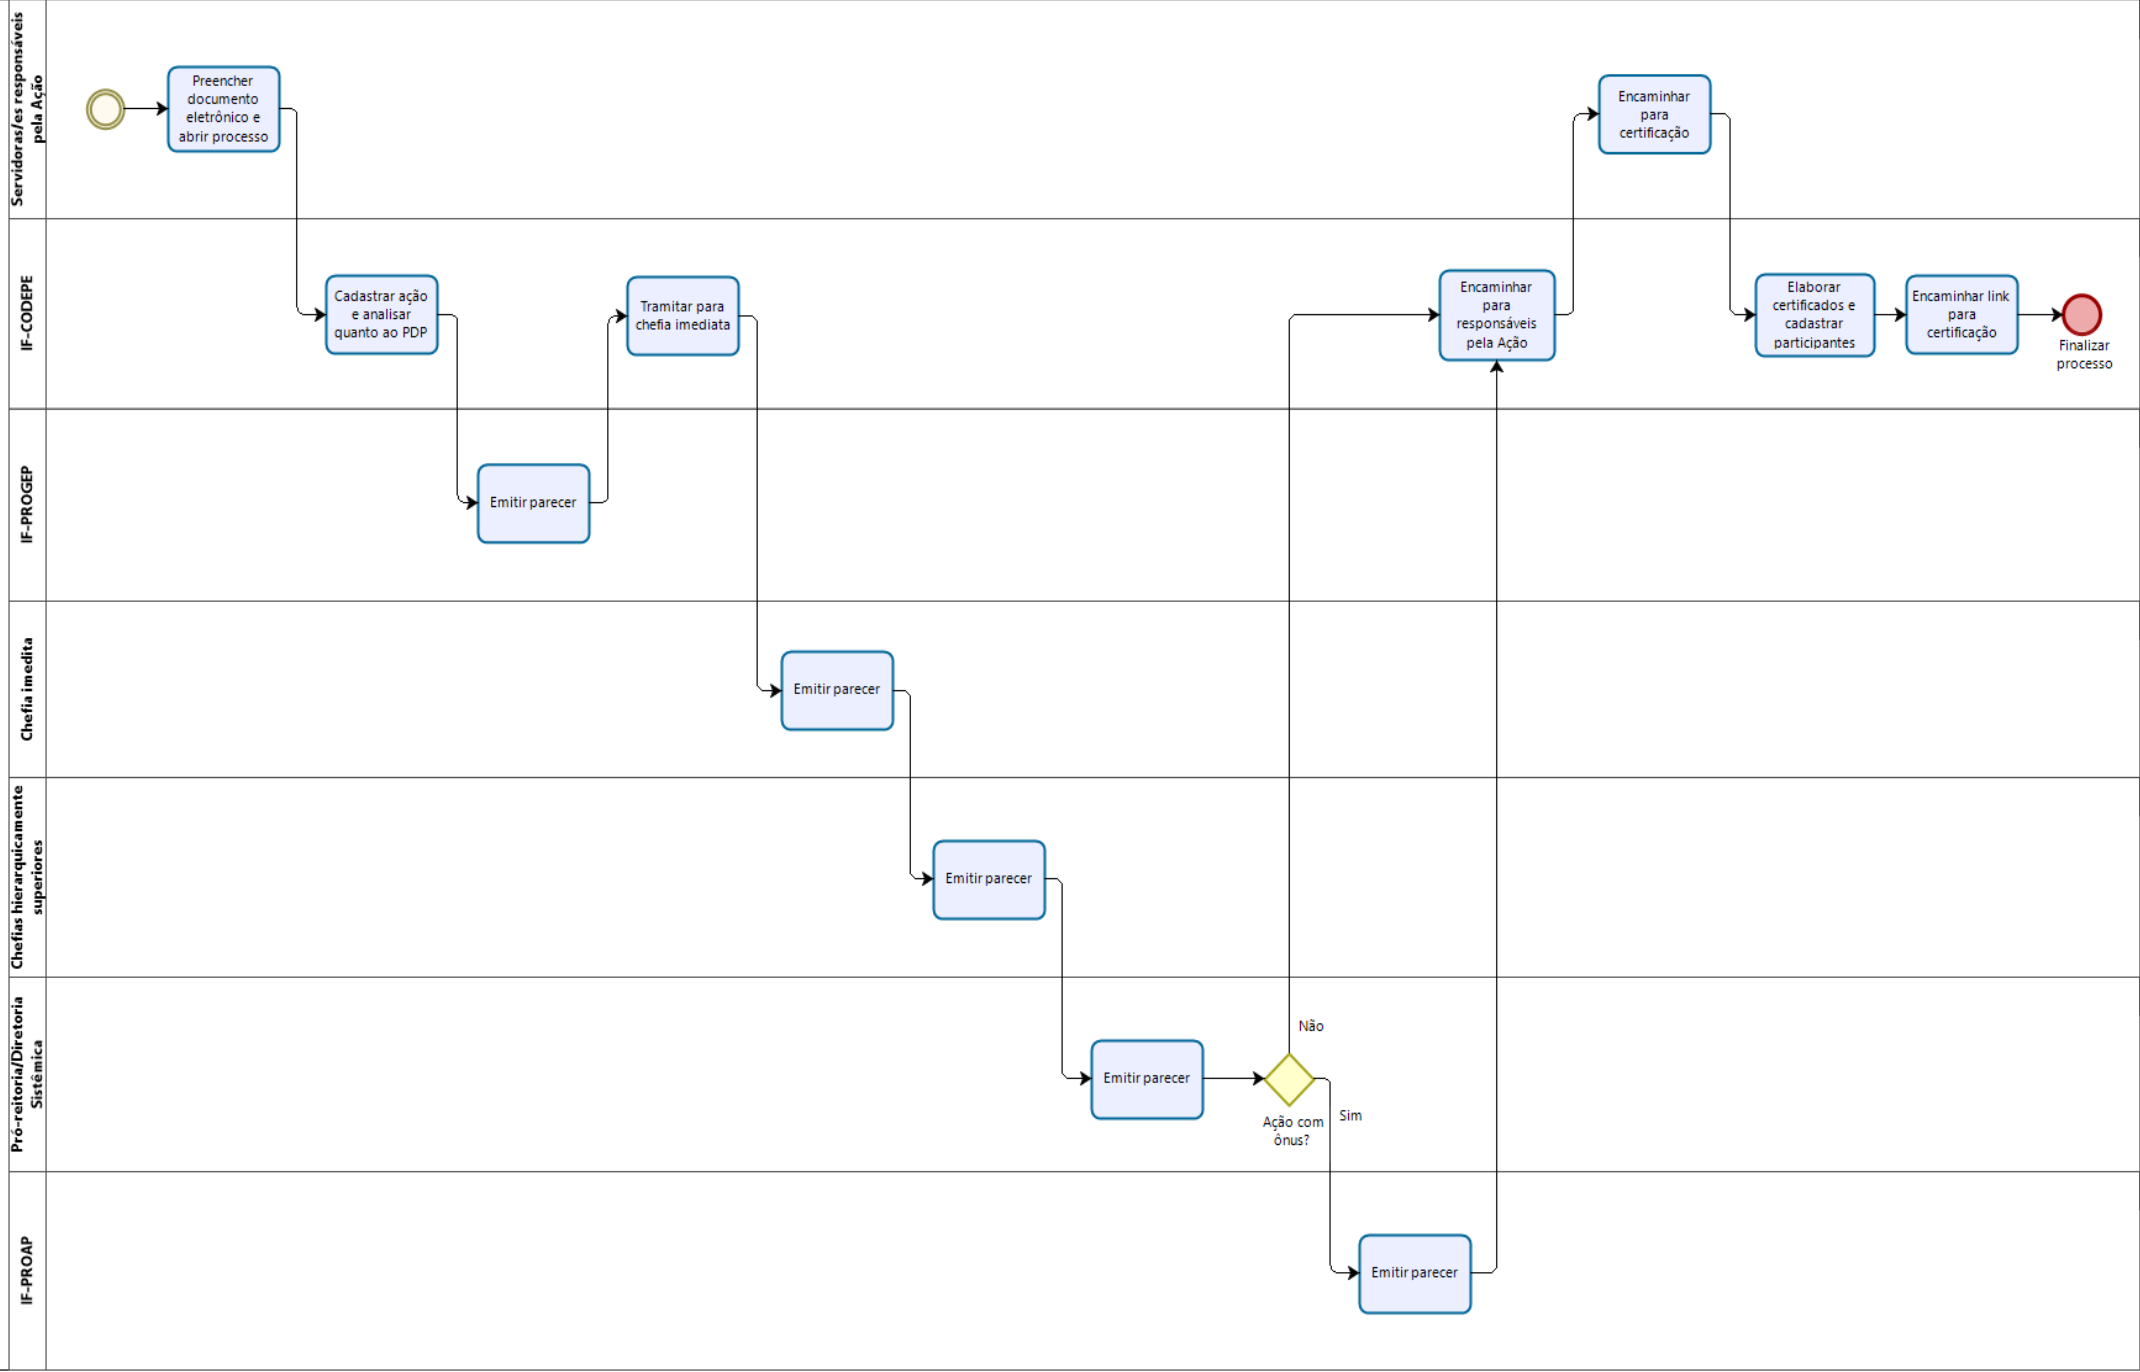 Servidoras/es responsáveis
pela Ação
Preencher
documento
eletrônico e
abrir processo
Encaminhar
para
certificação
IF-CODEPE
Cadastrar ação
e analisar
quanto ao PDP
Tramitar para
chefia imediata
Encaminhar
para
responsáveis
pela Ação
Elaborar
certificados e
cadastrar
participantes
Encaminhar link
para
certificação
Finalizar
processo
IF-PROGEP
Emitir parecer
Chefia imedita
Emitir parecer
Chefias hierarquicamente
superiores
Emitir parecer
Pró-reitoria/Diretoria
Sistêmica
Emitir parecer
Não
Ação com
ônus?
Sim
IF-PROAP
Emitir parecer